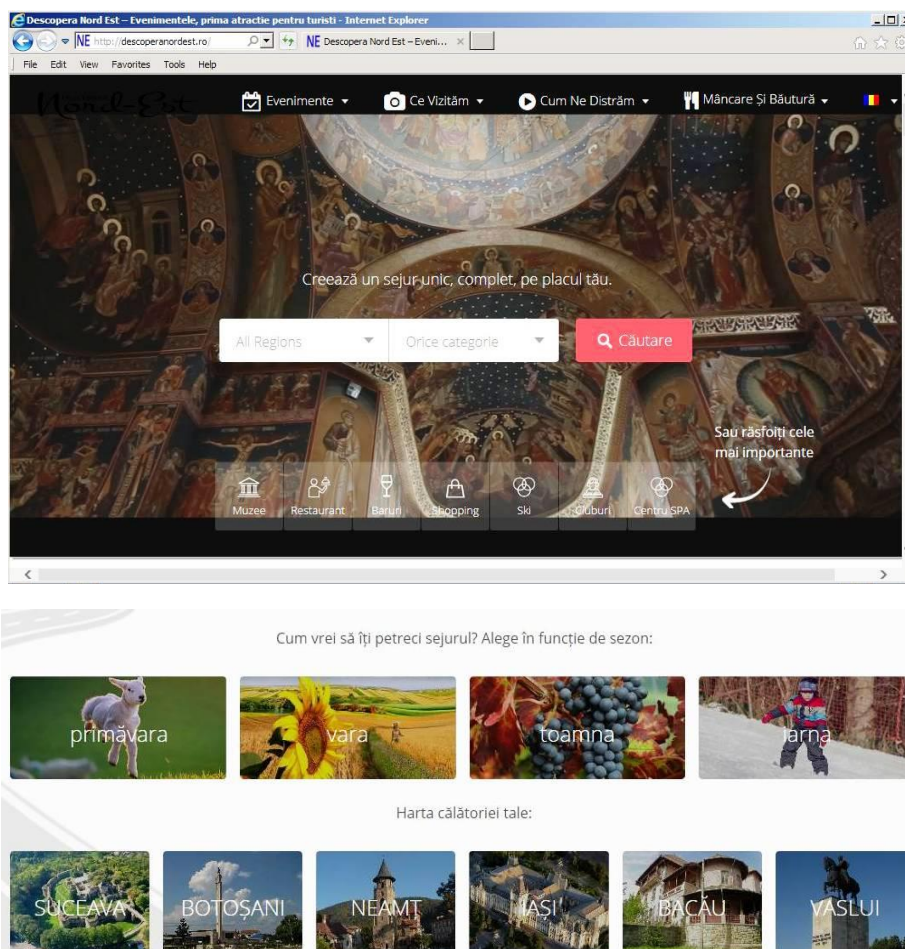 Descopera Nord Est – Evenimentele, prima atractie pentru turisti - Internet Explorer
NE http://descoperanordest.ro/ NE Descopera Nord Est – Eveni... ×
File Edit View Favorites Tools Help
Nord-Est Evenimente Ce Vizităm Cum Ne Distrăm Mâncare Și Băutură
Creează un sejur unic, complet, pe placul tău.
All Regions Orice categorie Căutare
Sau răsfoiți cele
mai importante
Muzee Restaurant Baruri Shopping Ski Cluburi Centru SPA
Cum vrei să îți petreci sejurul? Alege în funcție de sezon:
primăvara vara toamna iarna
Harta călătoriei tale:
SUCEAVA BOTOȘANI NEAMȚ IAȘI BACĂU VASLUI